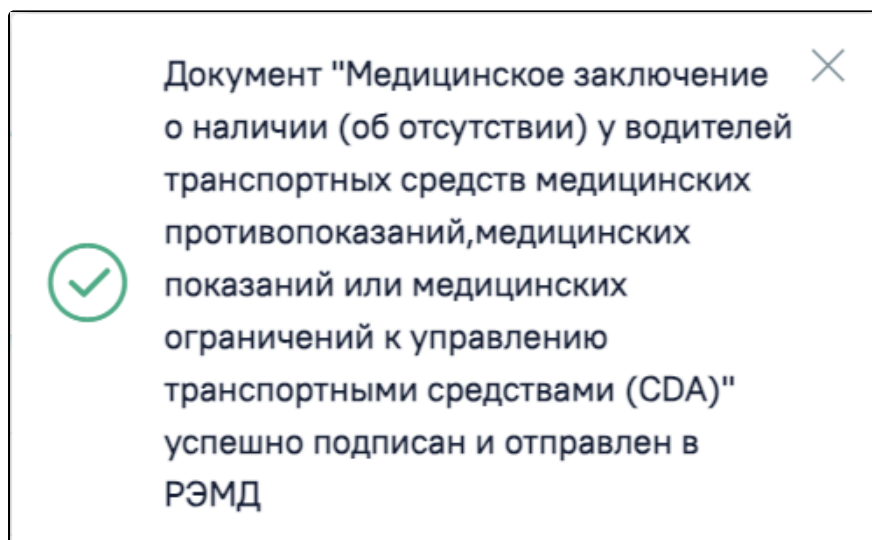 Документ "Медицинское заключение
о наличии (об отсутствии) у водителей
транспортных средств медицинских
противопоказаний,медицинских
показаний или медицинских
ограничений к управлению
транспортными средствами (CDA)"
успешно подписан и отправлен в
РЭМД